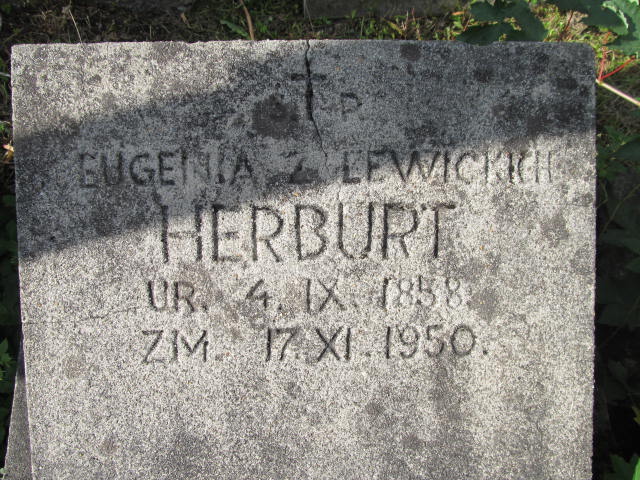 Ś P
EUGENIA Z LEWICKICH
HERBURT
UR. 4. IX. 1858.
ZM. 17. XI. 1950.